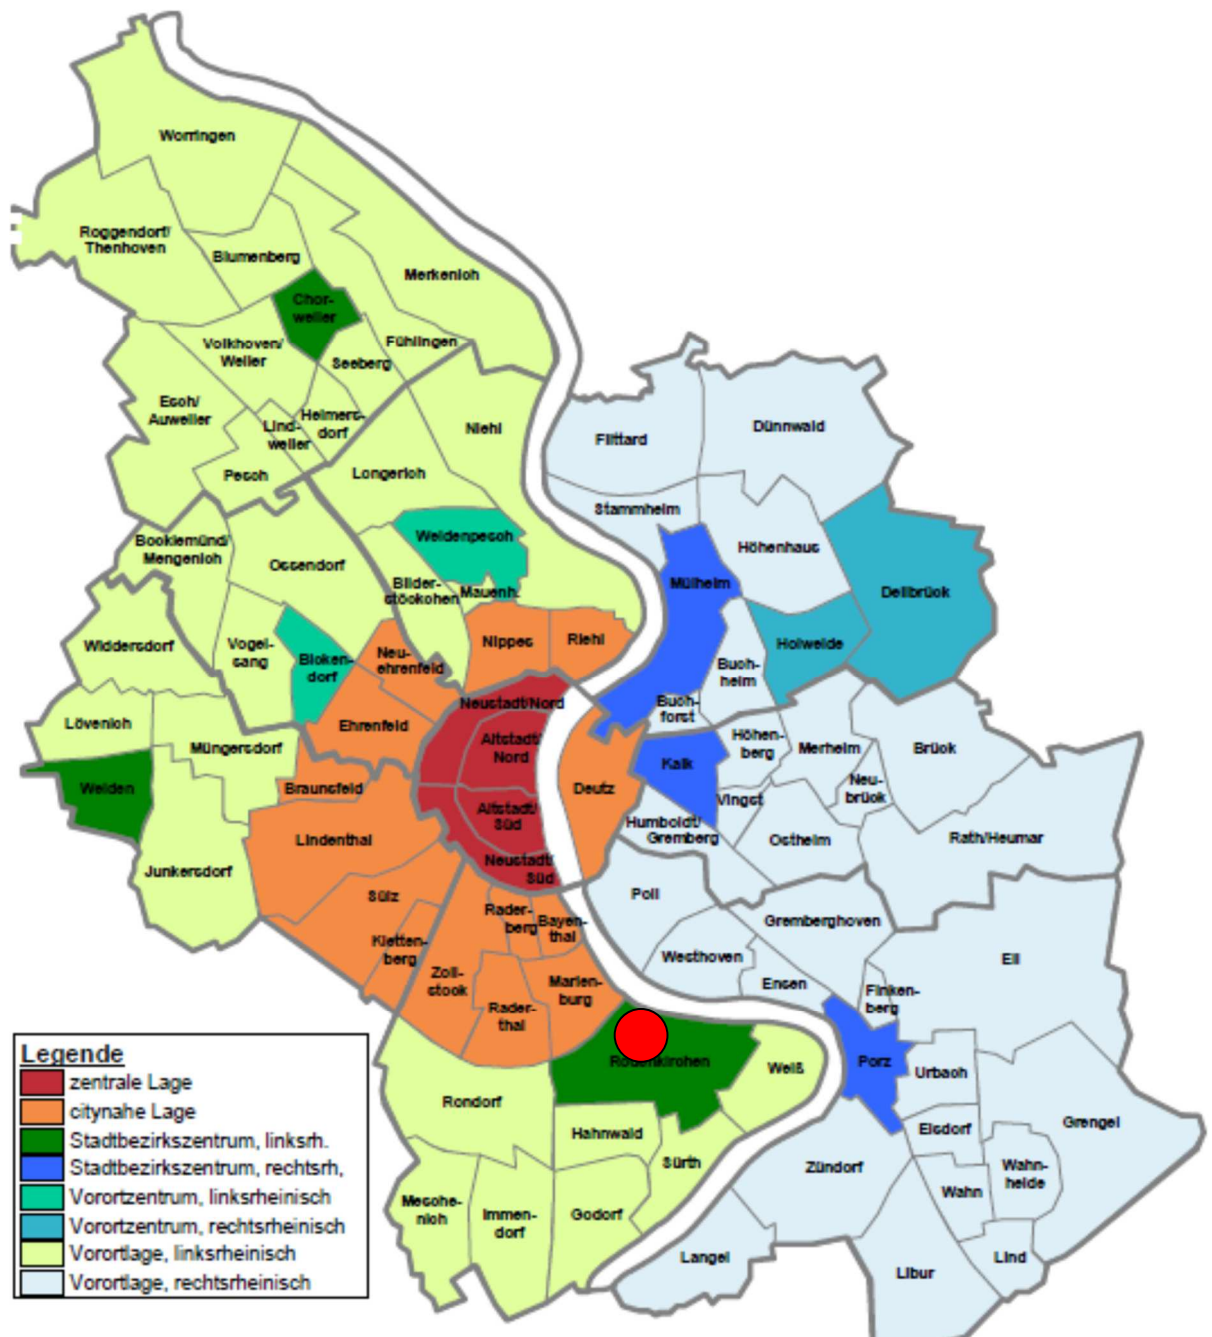 Worringen
Roggendorf/
Thenhoven
Blumenberg
Merkenich
Chor-
weiler
Volkhoven/
Weiler
Fühlingen
Seeberg
Esch/
Auweiler
Heimers-
dorf
Lind-
weiler
Pesch
Niehl
Longerich
Flittard
Dünnwald
Stammheim
Weidenpesch
Höhenhaus
Bocklemünd/
Mengenich
Ossendorf
Bilder-
stöckchen
Mauenh.
Mülheim
Dellbrück
Widdersdorf
Vogel-
sang
Bicken-
dorf
Neu-
ehrenfeld
Nippes
Riehl
Holweide
Buch-
heim
Buch-
forst
Lövenich
Müngersdorf
Ehrenfeld
Neustadt/Nord
Altstadt/
Nord
Deutz
Kalk
Höhen-
berg
Merheim
Brück
Neu-
brück
Vingst
Weiden
Braunsfeld
Altstadt/
Süd
Humboldt/
Gremberg
Ostheim
Rath/Heumar
Lindenthal
Junkersdorf
Neustadt/
Süd
Sülz
Klettenberg
Rader-
berg
Bayen-
thal
Poll
Gremberghoven
Westhoven
Eil
Ensen
Finken-
berg
Zoll-
stock
Marien-
burg
Rader-
thal
Rodenkirchen
Weiß
Porz
Urbach
Rondorf
Hahnwald
Elsdorf
Grengel
Sürth
Zündorf
Wahn-
heide
Wahn
Mesche-
nich
Immen-
dorf
Godorf
Langel
Libur
Lind
Legende
zentrale Lage
citynahe Lage
Stadtbezirkszentrum, linksrh.
Stadtbezirkszentrum, rechtsrh,
Vorortzentrum, linksrheinisch
Vorortzentrum, rechtsrheinisch
Vorortlage, linksrheinisch
Vorortlage, rechtsrheinisch